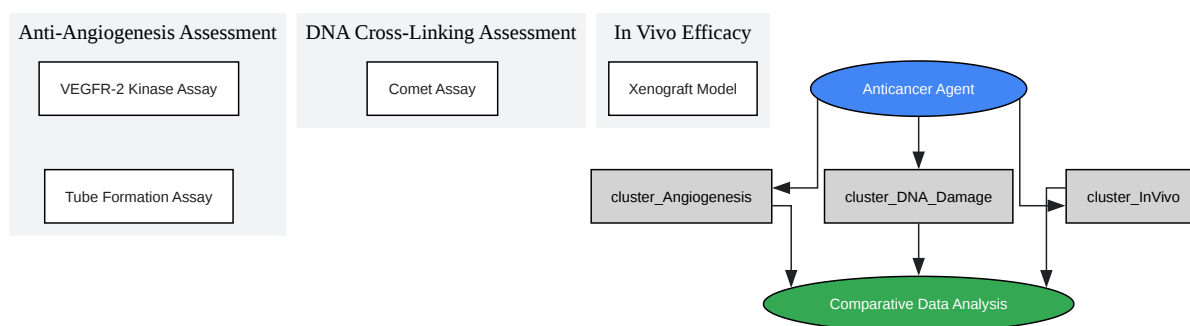 Anti-Angiogenesis Assessment
VEGFR-2 Kinase Assay
Tube Formation Assay
DNA Cross-Linking Assessment
Comet Assay
In Vivo Efficacy
Xenograft Model
Anticancer Agent
cluster_Angiogenesis
cluster_DNA_Damage
cluster_InVivo
Comparative Data Analysis